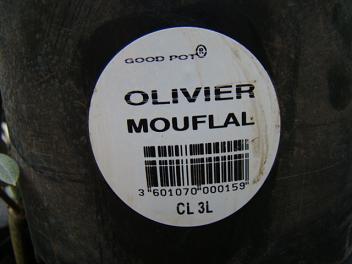 GOOD POT®
OLIVIER
MOUFLAL
3 601070 000159
CL 3L